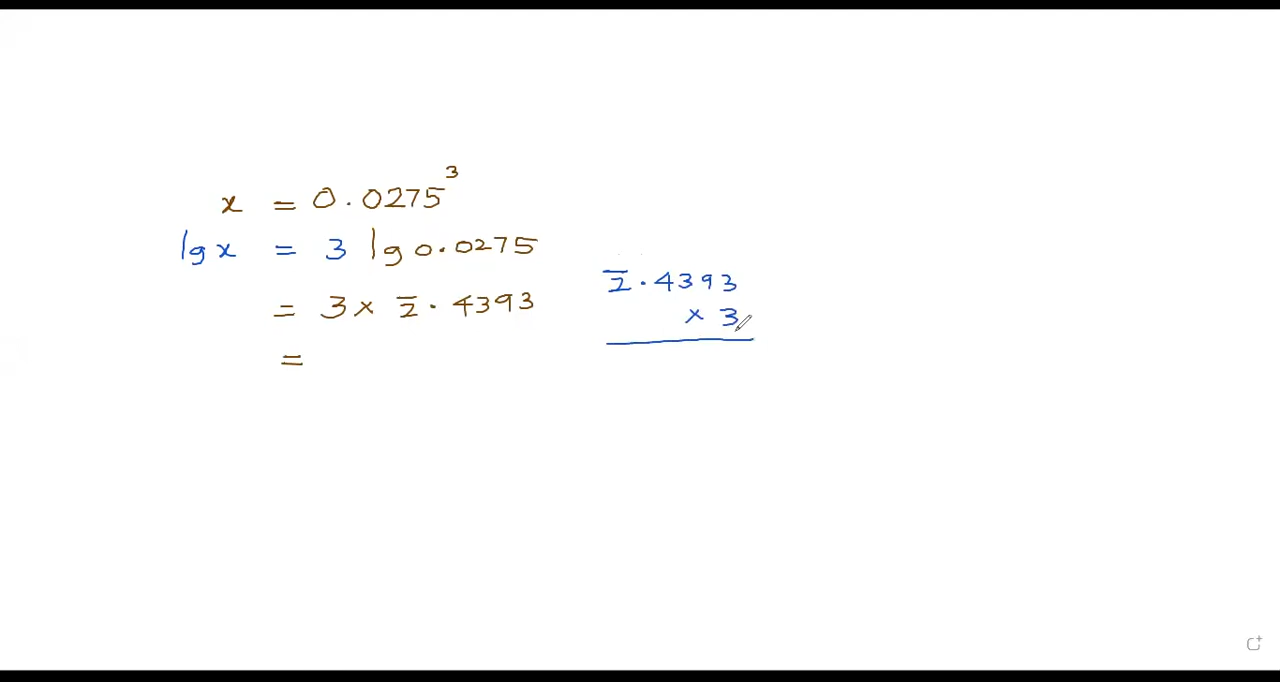 x = 0.0275³
lg x = 3 lg 0.0275
= 3 × 2̅.4393
=
2̅.4393
× 3